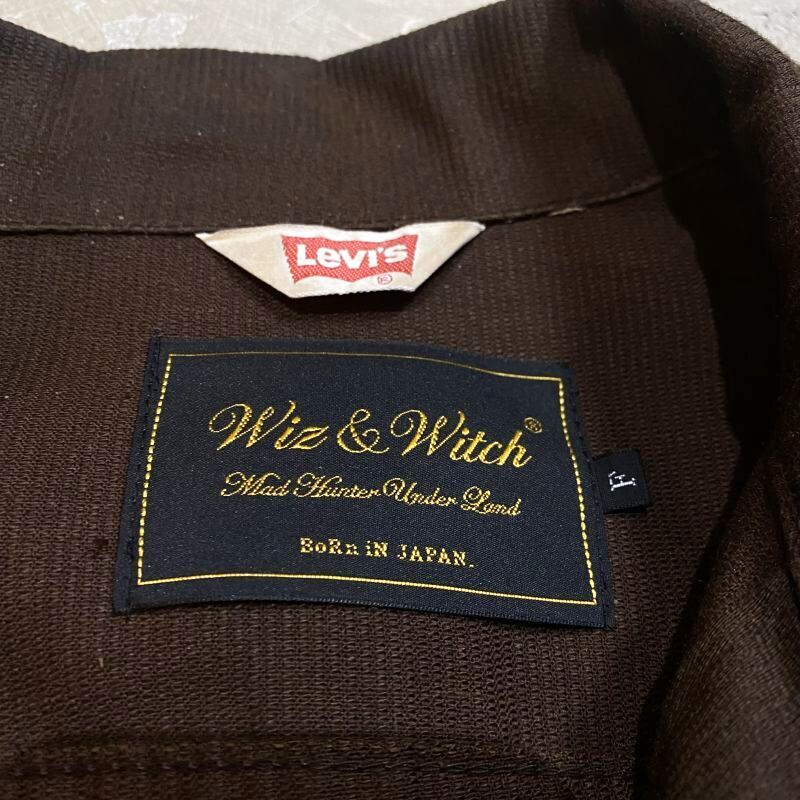 Levi's
®
Wiz & Witch®
Mad Hunter Under Land
BoRn iN JAPAN.
F